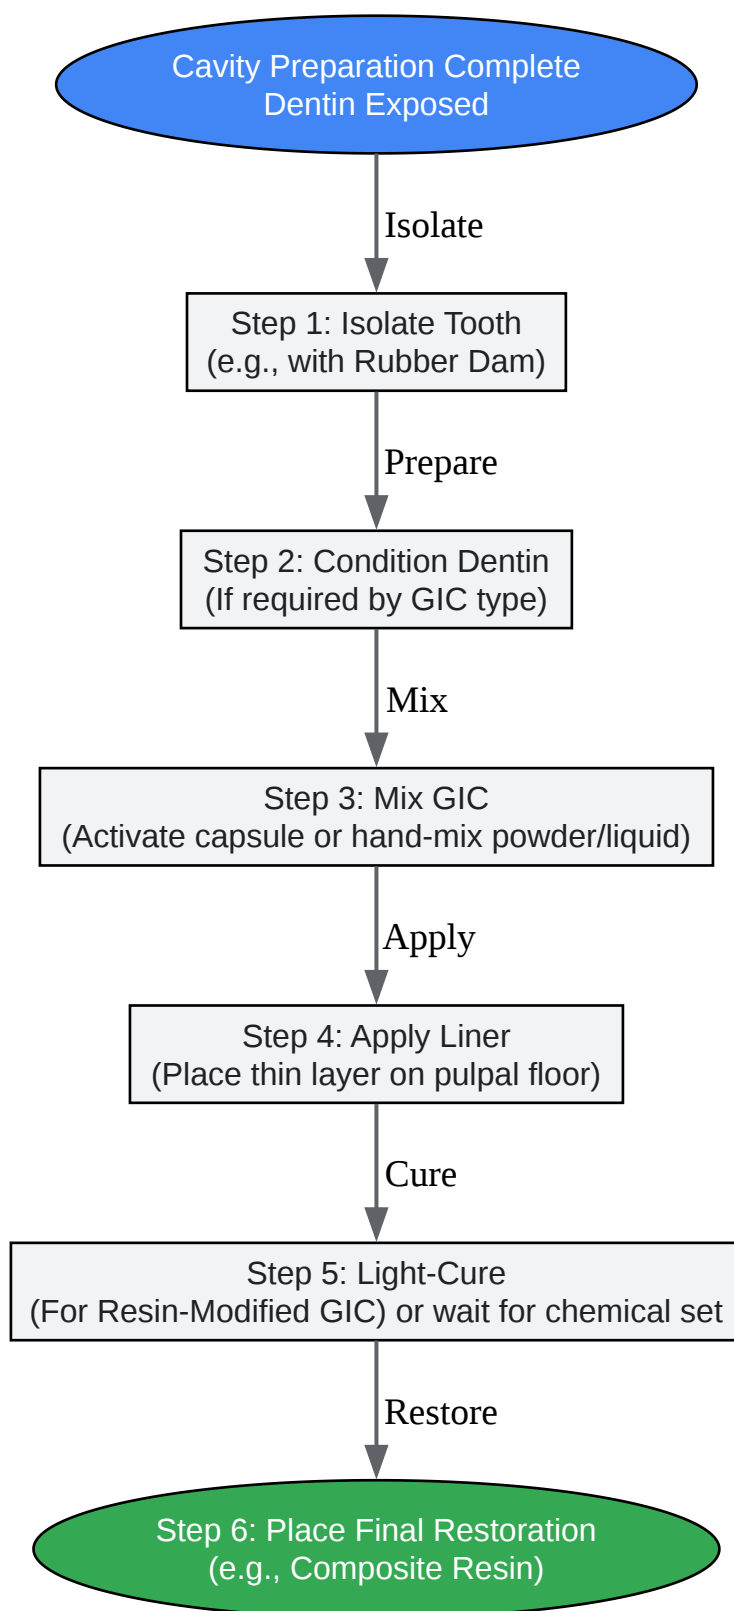 Cavity Preparation Complete
Dentin Exposed
Isolate
Step 1: Isolate Tooth
(e.g., with Rubber Dam)
Prepare
Step 2: Condition Dentin
(If required by GIC type)
Mix
Step 3: Mix GIC
(Activate capsule or hand-mix powder/liquid)
Apply
Step 4: Apply Liner
(Place thin layer on pulpal floor)
Cure
Step 5: Light-Cure
(For Resin-Modified GIC) or wait for chemical set
Restore
Step 6: Place Final Restoration
(e.g., Composite Resin)